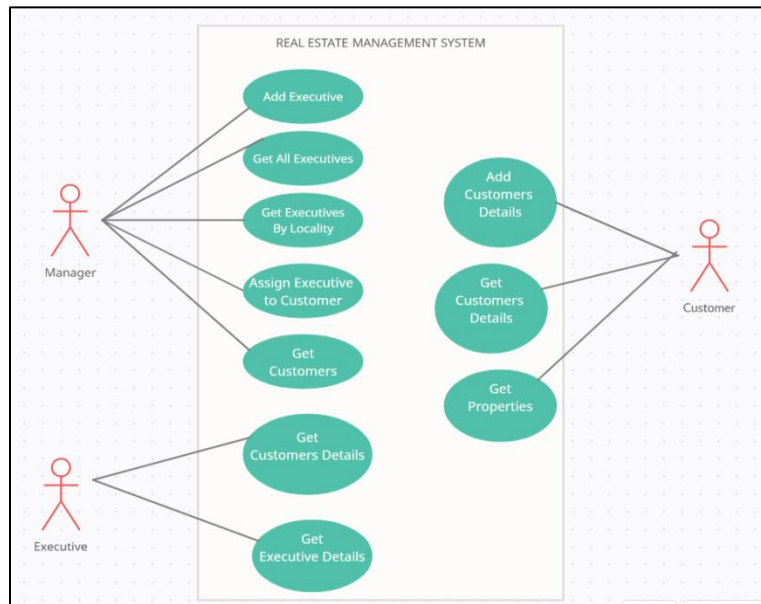 REAL ESTATE MANAGEMENT SYSTEM
Add Executive
Get All Executives
Get Executives
By Locality
Assign Executive
to Customer
Get
Customers
Get
Customers Details
Get
Executive Details
Add
Customers
Details
Get
Customers
Details
Get
Properties
Manager
Executive
Customer